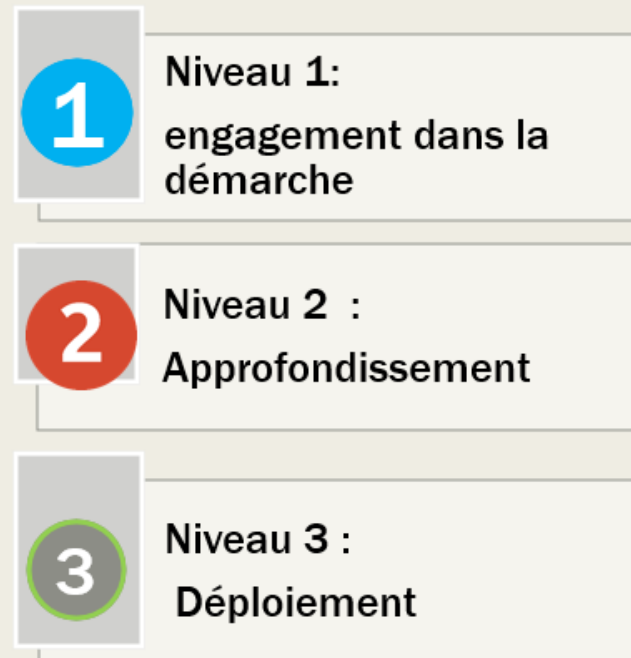 1
Niveau 1:
engagement dans la
démarche
2
Niveau 2 :
Approfondissement
3
Niveau 3 :
Déploiement